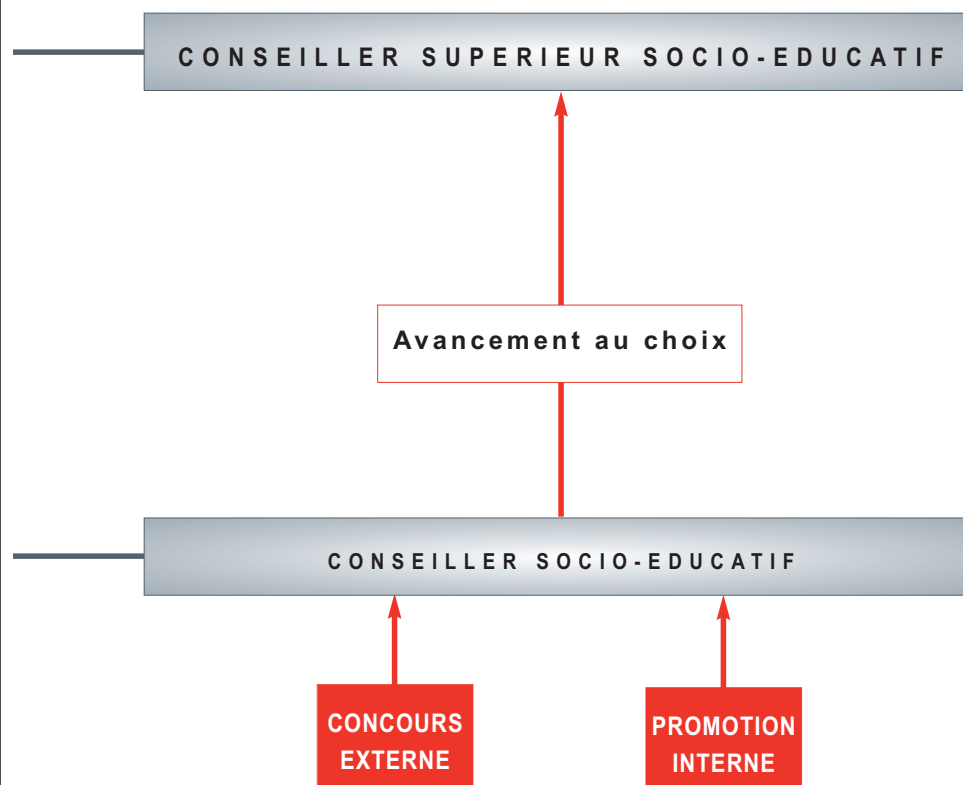 CONSEILLER SUPERIEUR SOCIO-EDUCATIF
Avancement au choix
CONSEILLER SOCIO-EDUCATIF
CONCOURS
EXTERNE
PROMOTION
INTERNE